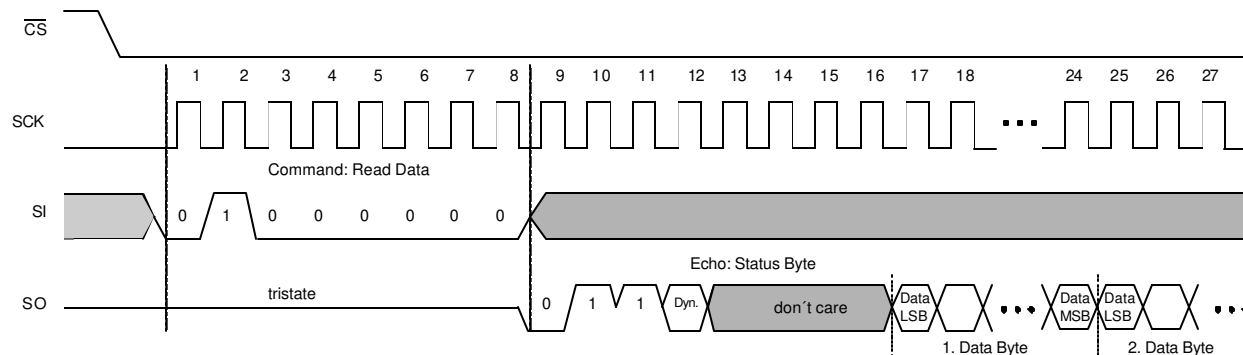 CS
1 2 3 4 5 6 7 8 9 10 11 12 13 14 15 16 17 18 24 25 26 27
SCK
Command: Read Data
SI 0 1 0 0 0 0 0 0
Echo: Status Byte
SO tristate 0 1 1 Dyn. don´t care Data LSB Data MSB Data LSB
1. Data Byte 2. Data Byte